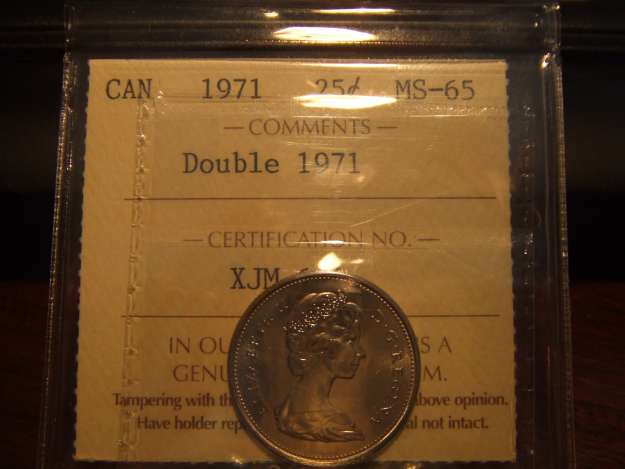 CAN 1971 25¢ MS-65
— COMMENTS —
Double 1971
— CERTIFICATION NO. —
XJM
IN
GENU
Tampering with th above opinion.
Have holder rep al not intact.